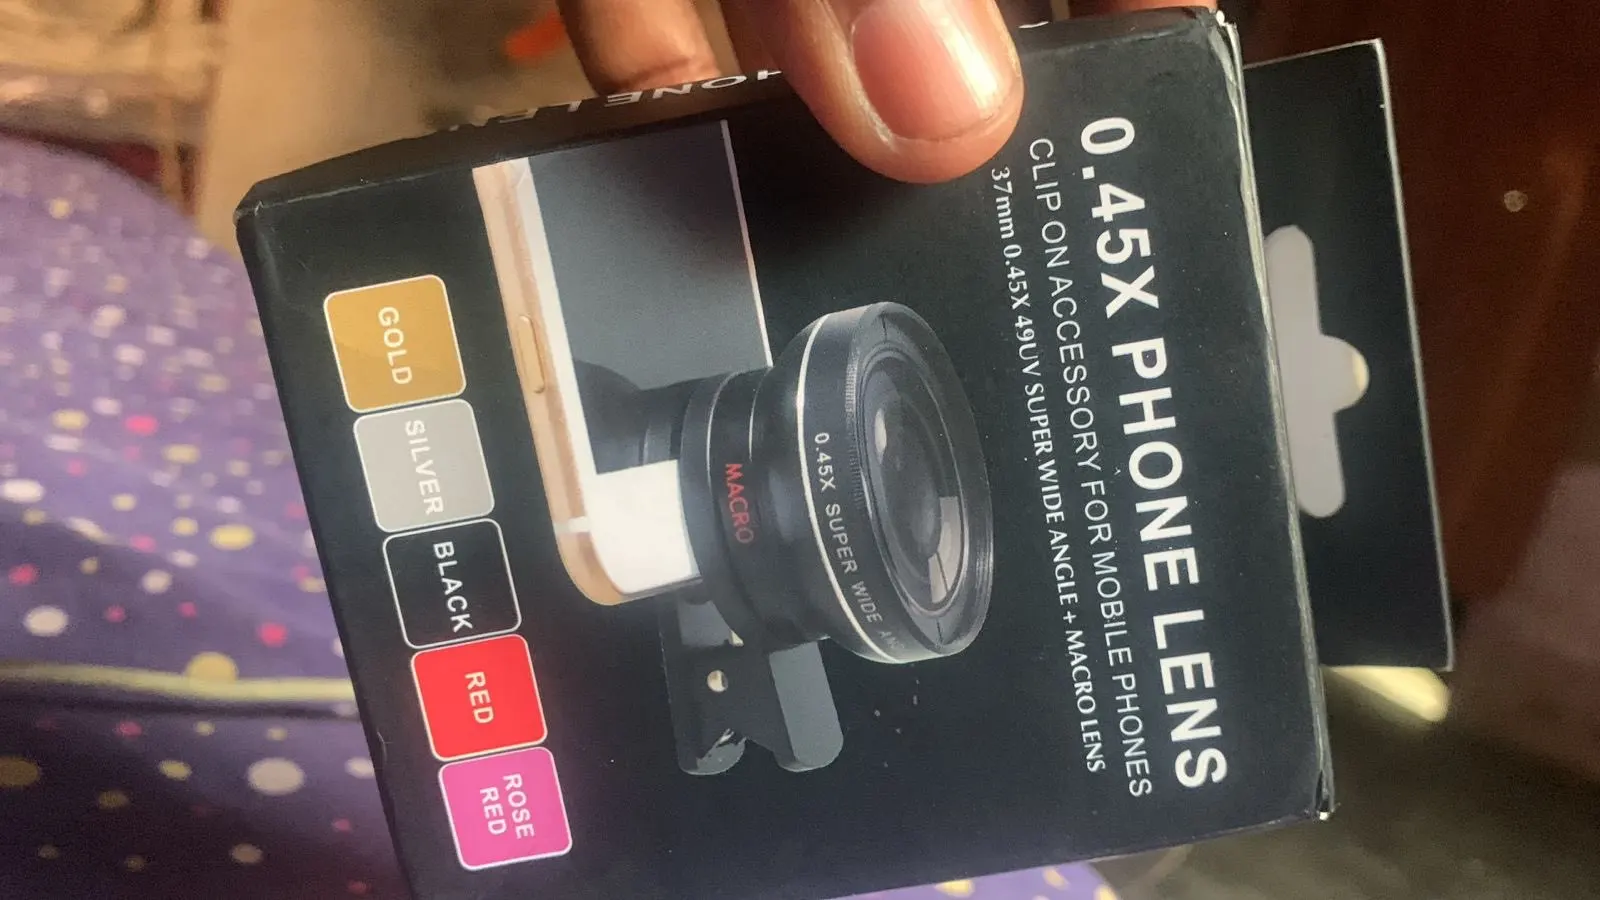 0.45X PHONE LENS
CLIP ON ACCESSORY FOR MOBILE PHONES
37mm 0.45X 49UV SUPER WIDE ANGLE + MACRO LENS
0.45X SUPER WIDE
MACRO
GOLD
SILVER
BLACK
RED
ROSE
RED